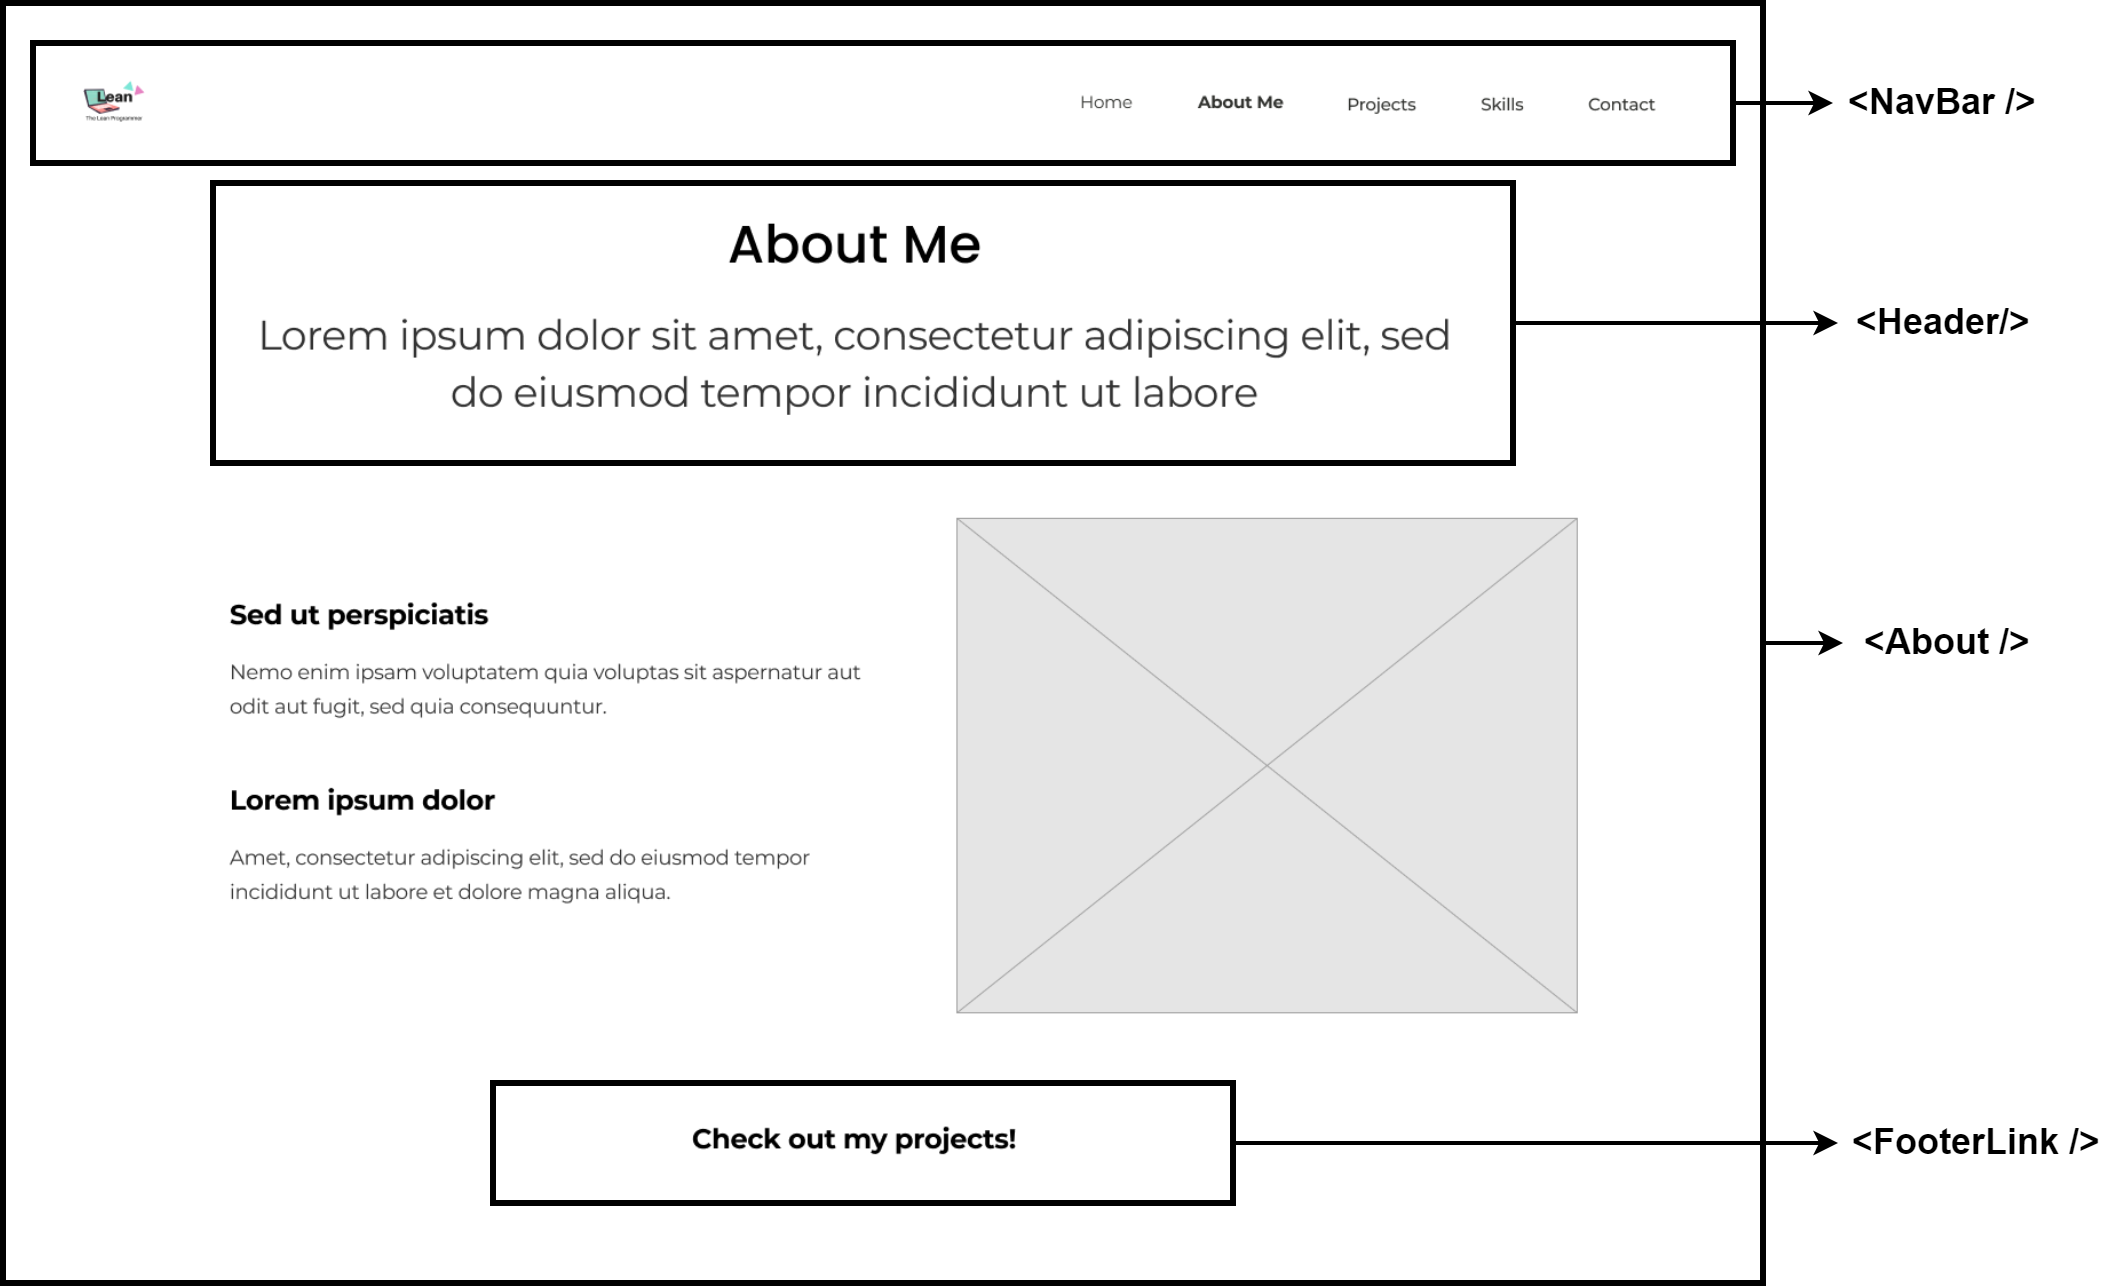 Lean
The Lean Programmer
Home About Me Projects Skills Contact
<NavBar />
About Me
Lorem ipsum dolor sit amet, consectetur adipiscing elit, sed
do eiusmod tempor incididunt ut labore
<Header/>
Sed ut perspiciatis
Nemo enim ipsam voluptatem quia voluptas sit aspernatur aut
odit aut fugit, sed quia consequuntur.
<About />
Lorem ipsum dolor
Amet, consectetur adipiscing elit, sed do eiusmod tempor
incididunt ut labore et dolore magna aliqua.
Check out my projects!
<FooterLink />